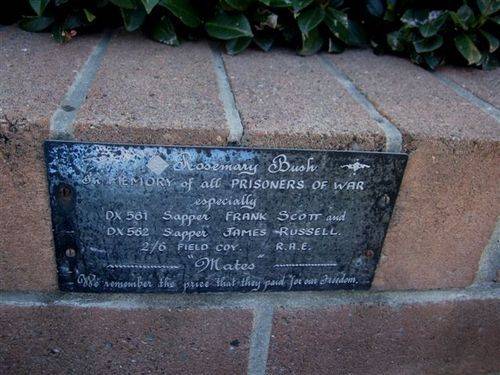 Rosemary Bush
In MEMORY of all PRISONERS OF WAR
especially
DX 561 Sapper FRANK SCOTT and
DX 562 Sapper JAMES RUSSELL.
2/6 FIELD COY. R.A.E.
"Mates"
We remember the price that they paid for our Freedom.